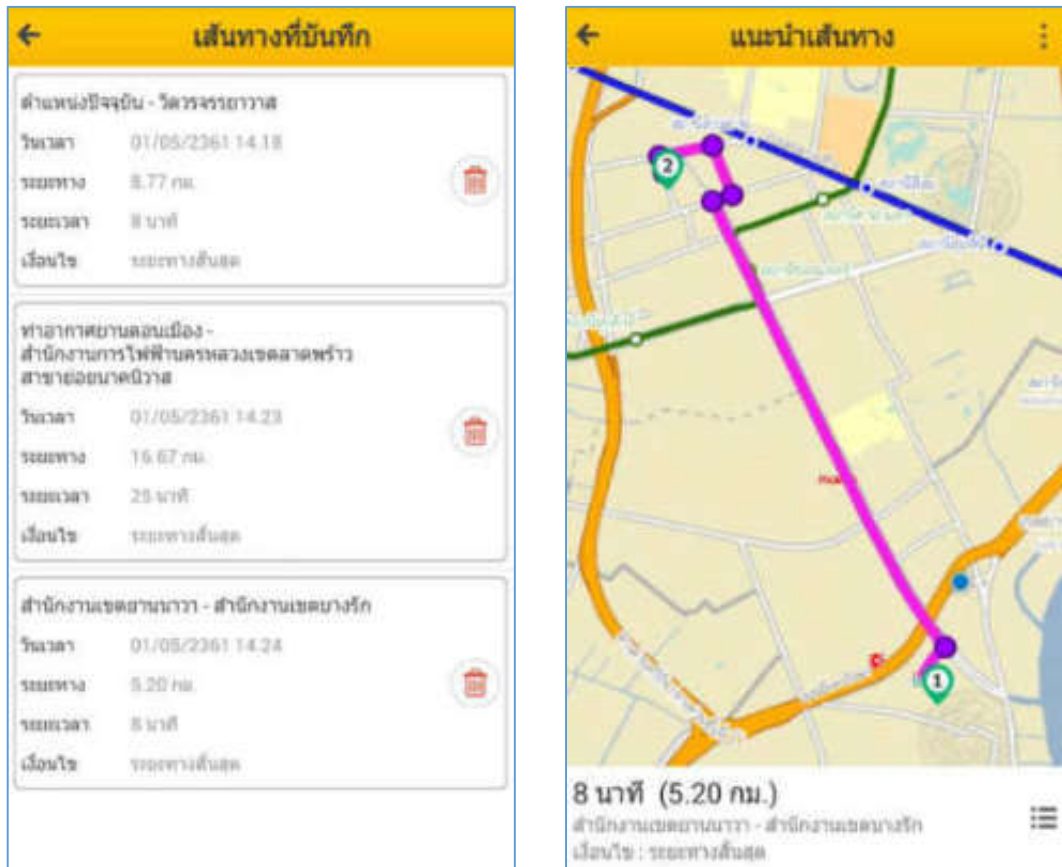 เส้นทางที่บันทึก
ตำแหน่งปัจจุบัน - วัดวรจรรยาวาส
วันเวลา 01/05/2361 14.18
ระยะทาง 8.77 กม.
ระยะเวลา 8 นาที
เงื่อนไข ระยะทางสั้นสุด
ท่าอากาศยานดอนเมือง -
สำนักงานการไฟฟ้านครหลวงเขตลาดพร้าว
สาขาย่อยนาคนิวาส
วันเวลา 01/05/2361 14.23
ระยะทาง 16.67 กม.
ระยะเวลา 25 นาที
เงื่อนไข ระยะทางสั้นสุด
สำนักงานเขตยานนาวา - สำนักงานเขตบางรัก
วันเวลา 01/05/2361 14.24
ระยะทาง 5.20 กม.
ระยะเวลา 8 นาที
เงื่อนไข ระยะทางสั้นสุด
แนะนำเส้นทาง
2
1
8 นาที (5.20 กม.)
สำนักงานเขตยานนาวา - สำนักงานเขตบางรัก
เงื่อนไข : ระยะทางสั้นสุด